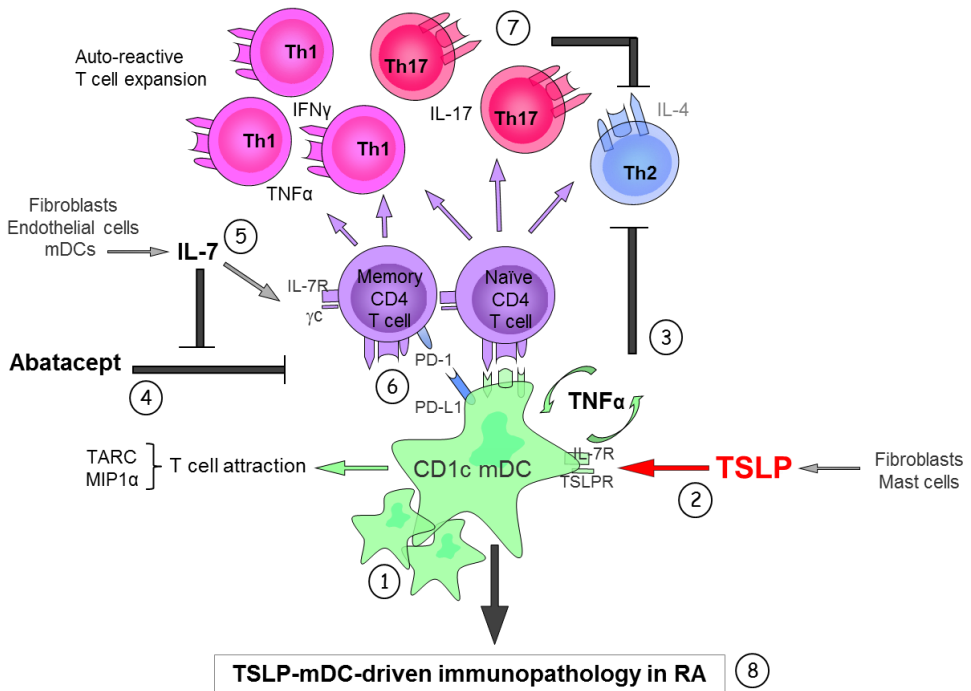 7
Th1
Th17
Auto-reactive
T cell expansion
IFNγ
IL-17
Th17
IL-4
Th1
Th1
Th2
TNFα
Fibroblasts
Endothelial cells
mDCs
5
IL-7
IL-7R
γc
Memory
CD4
T cell
Naïve
CD4
T cell
3
Abatacept
4
6
PD-1
PD-L1
TNFα
TARC
MIP1α
T cell attraction
CD1c mDC
IL-7R
TSLPR
TSLP
2
Fibroblasts
Mast cells
1
TSLP-mDC-driven immunopathology in RA
8